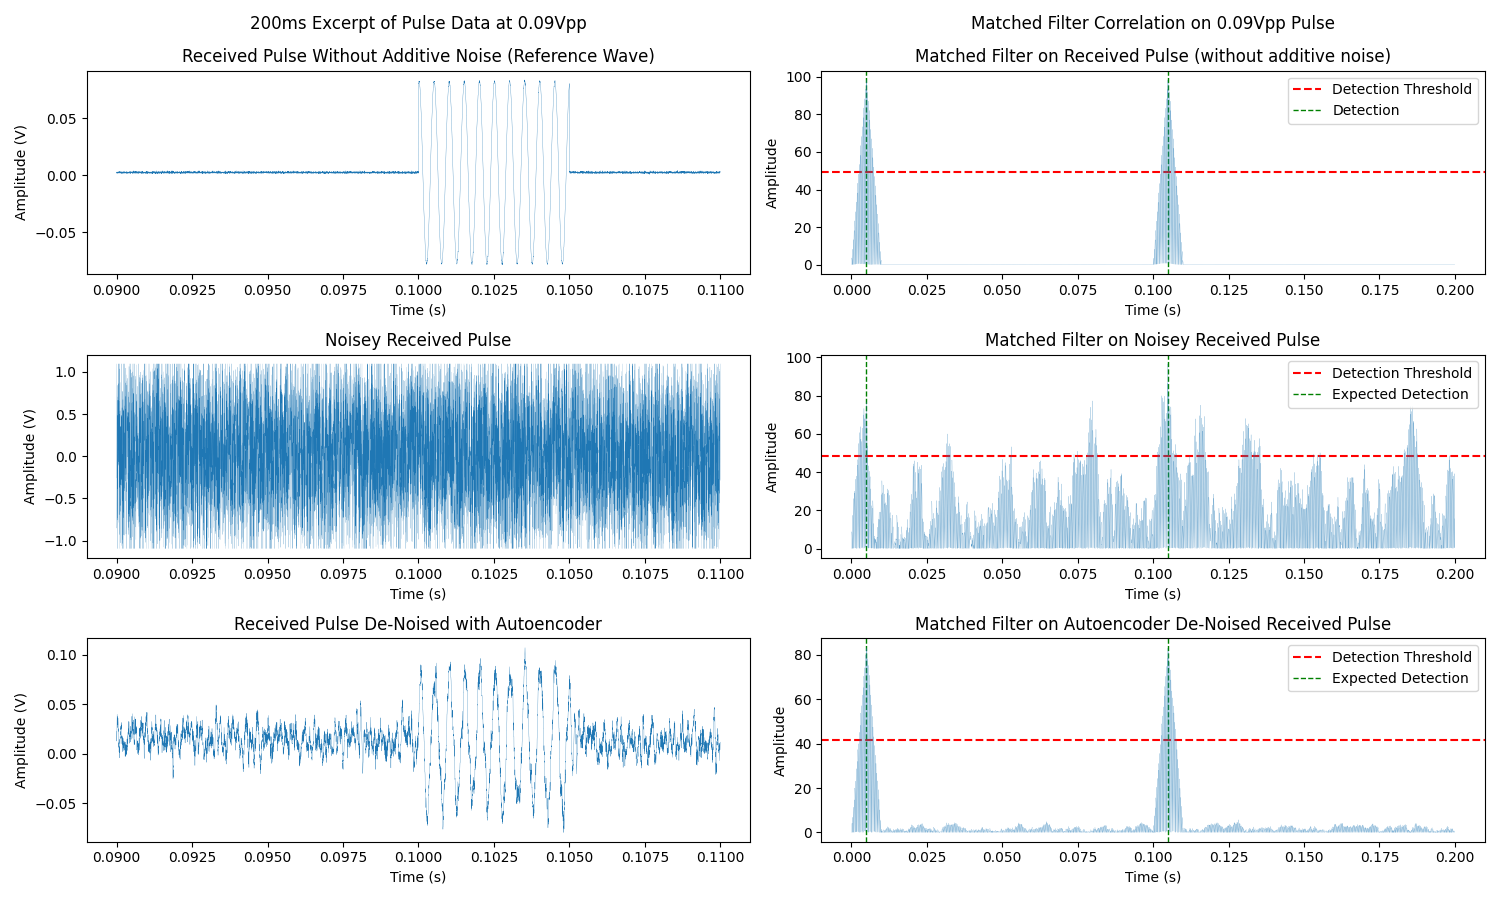 200ms Excerpt of Pulse Data at 0.09Vpp
Received Pulse Without Additive Noise (Reference Wave)
Amplitude (V)
0.05
0.00
−0.05
0.0900 0.0925 0.0950 0.0975 0.1000 0.1025 0.1050 0.1075 0.1100
Time (s)
Matched Filter Correlation on 0.09Vpp Pulse
Matched Filter on Received Pulse (without additive noise)
Amplitude
100
80
60
40
20
0
Detection Threshold
Detection
0.000 0.025 0.050 0.075 0.100 0.125 0.150 0.175 0.200
Time (s)
Noisey Received Pulse
Amplitude (V)
1.0
0.5
0.0
−0.5
−1.0
0.0900 0.0925 0.0950 0.0975 0.1000 0.1025 0.1050 0.1075 0.1100
Time (s)
Matched Filter on Noisey Received Pulse
Amplitude
100
80
60
40
20
0
Detection Threshold
Expected Detection
0.000 0.025 0.050 0.075 0.100 0.125 0.150 0.175 0.200
Time (s)
Received Pulse De-Noised with Autoencoder
Amplitude (V)
0.10
0.05
0.00
−0.05
0.0900 0.0925 0.0950 0.0975 0.1000 0.1025 0.1050 0.1075 0.1100
Time (s)
Matched Filter on Autoencoder De-Noised Received Pulse
Amplitude
80
60
40
20
0
Detection Threshold
Expected Detection
0.000 0.025 0.050 0.075 0.100 0.125 0.150 0.175 0.200
Time (s)